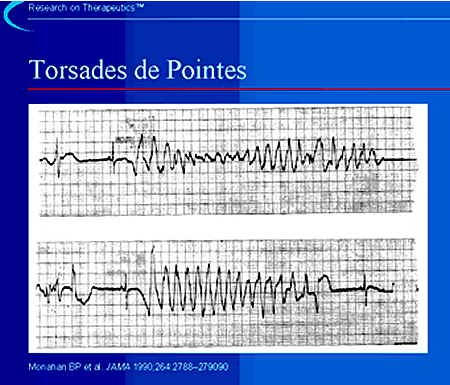 Research on Therapeutics™
Torsades de Pointes
Monahan BP et al. JAMA 1990;264:2788–279090